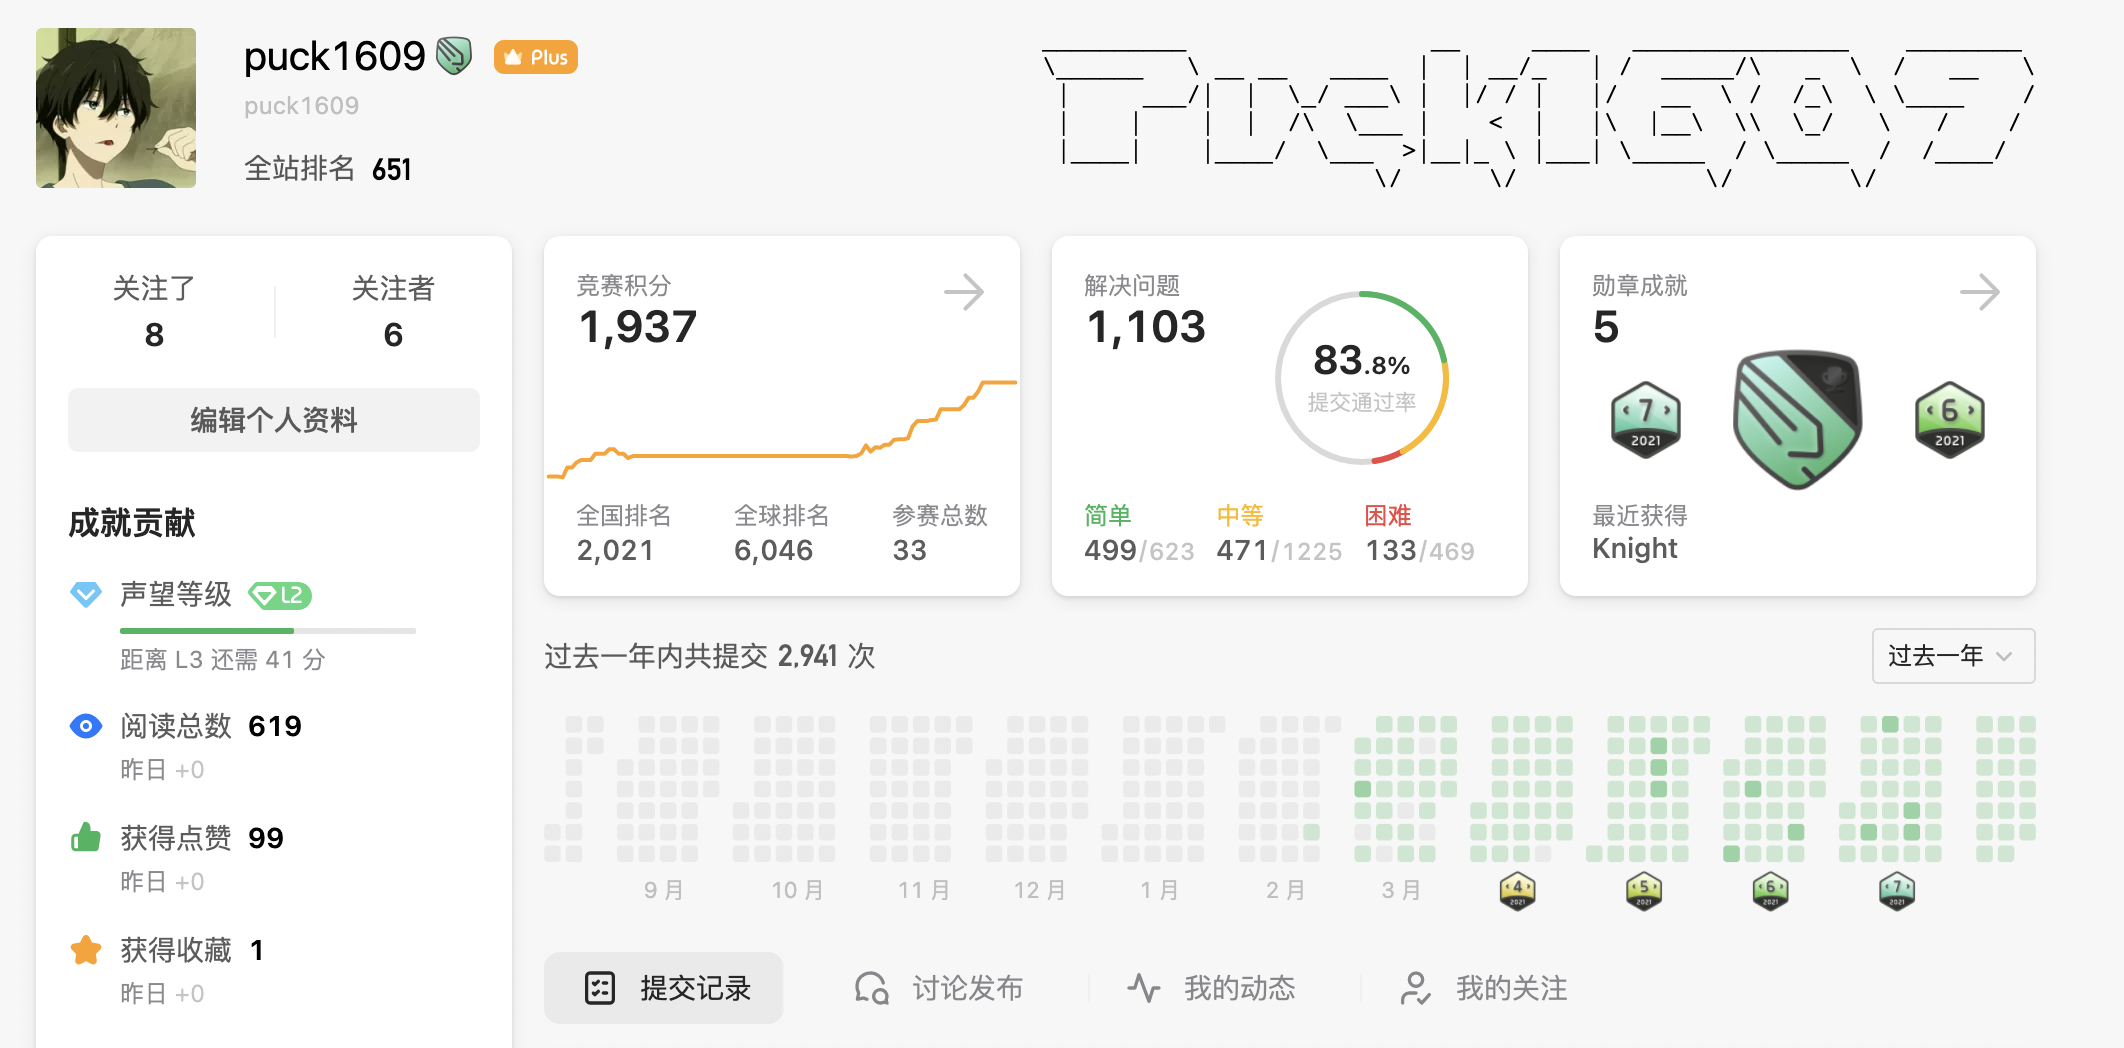 puck1609
Plus
puck1609
全站排名 651
Puck1609
关注了
8
关注者
6
编辑个人资料
成就贡献
声望等级 L2
距离 L3 还需 41 分
阅读总数 619
昨日 +0
获得点赞 99
昨日 +0
获得收藏 1
昨日 +0
竞赛积分
1,937
全国排名 全球排名 参赛总数
2,021 6,046 33
解决问题
1,103
83.8%
提交通过率
简单 中等 困难
499/623 471/1225 133/469
勋章成就
5
7
2021
6
2021
最近获得
Knight
过去一年内共提交 2,941 次
过去一年
9 月 10 月 11 月 12 月 1 月 2 月 3 月
4 5 6 7
2021 2021 2021 2021
提交记录 讨论发布 我的动态 我的关注